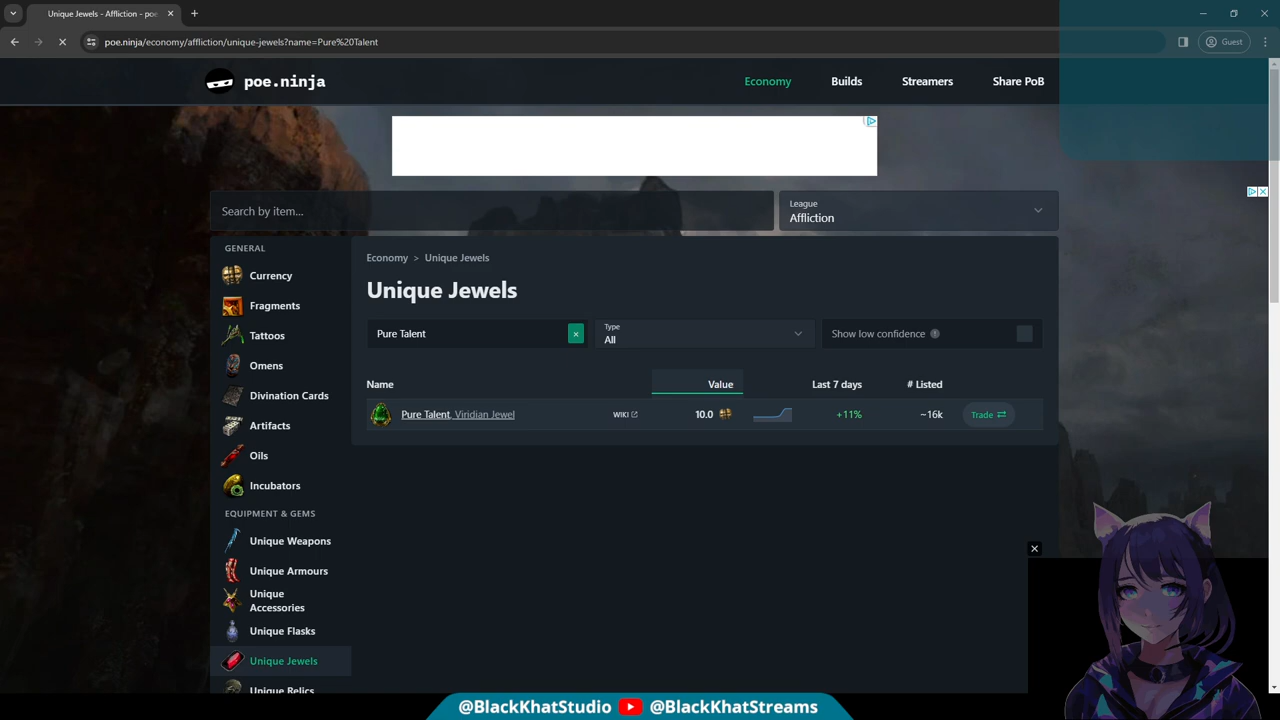 Unique Jewels - Affliction - poe
poe.ninja/economy/affliction/unique-jewels?name=Pure%20Talent
Guest
poe.ninja
Economy
Builds
Streamers
Share PoB
Search by item...
League
Affliction
GENERAL
Currency
Fragments
Tattoos
Omens
Divination Cards
Artifacts
Oils
Incubators
EQUIPMENT & GEMS
Unique Weapons
Unique Armours
Unique
Accessories
Unique Flasks
Unique Jewels
Unique Relics
Economy > Unique Jewels
Unique Jewels
Pure Talent
Type
All
Show low confidence
Name Value Last 7 days # Listed
Pure Talent, Viridian Jewel WIKI 10.0 +11% ~16k Trade
@BlackKhatStudio @BlackKhatStreams